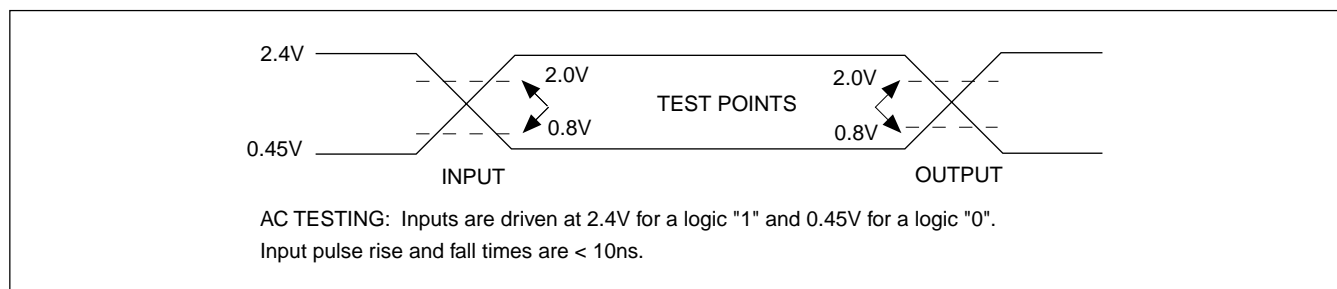 2.4V
2.0V
2.0V
TEST POINTS
0.8V
0.8V
0.45V
INPUT
OUTPUT
AC TESTING: Inputs are driven at 2.4V for a logic "1" and 0.45V for a logic "0".
Input pulse rise and fall times are < 10ns.